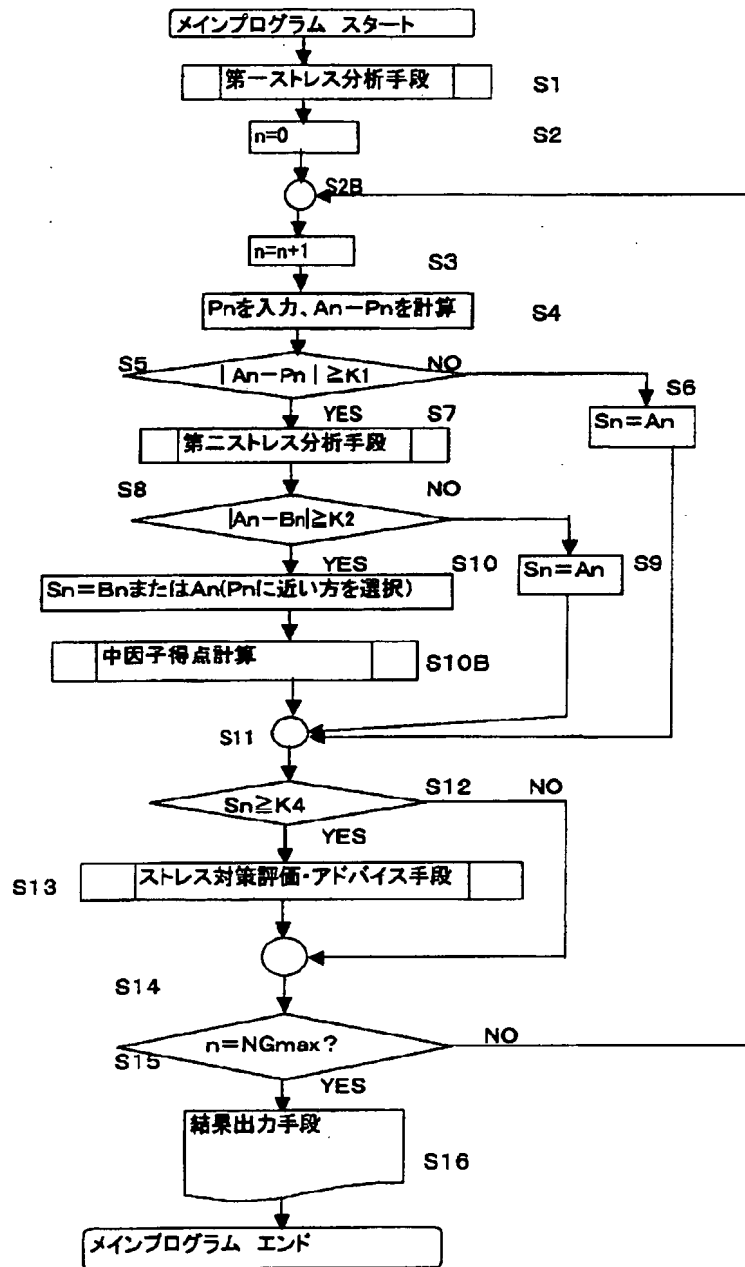 メインプログラム スタート
第一ストレス分析手段
S1
n=0
S2
S2B
n=n+1
S3
Pnを入力、An－Pnを計算
S4
S5
｜An－Pn｜≧K1
NO
S6
Sn＝An
YES
S7
第二ストレス分析手段
S8
NO
|An－Bn|≧K2
YES
S10
Sn＝An
S9
Sn＝BnまたはAn(Pnに近い方を選択)
中因子得点計算
S10B
S11
Sn≧K4
S12
NO
YES
S13
ストレス対策評価・アドバイス手段
S14
n＝NGmax？
NO
S15
YES
結果出力手段
S16
メインプログラム エンド